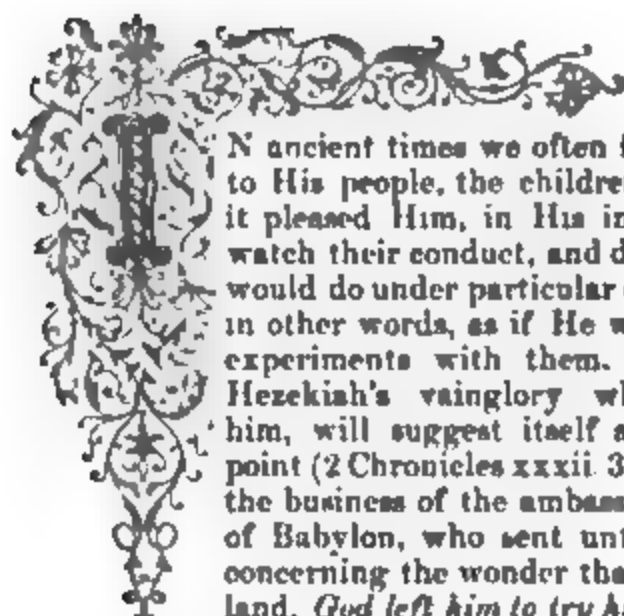 IN ancient times we often
to His people, the children
it pleased Him, in His in
watch their conduct, and d
would do under particular
in other words, as if He w
experiments with them.
Hezekiah's vainglory wh
him, will suggest itself a
point (2 Chronicles xxxii. 3
the business of the ambass
of Babylon, who sent unt
concerning the wonder tha
land, God left him to try h